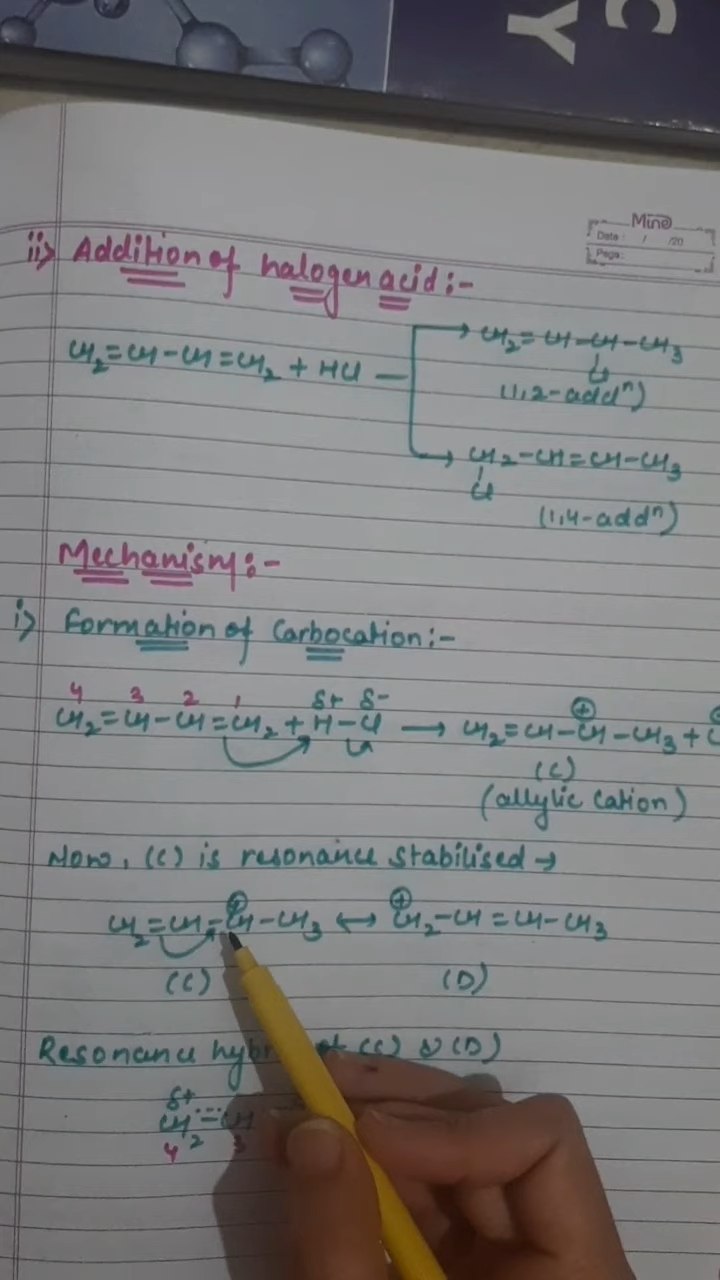 C
Y
Mind
Date : / /20
Page:
ii> Addition of halogen acid :-
CH2=CH-CH=CH2 + HCl
CH2=CH-CH-CH3
Cl
(1,2-addn)
CH2-CH=CH-CH3
Cl
(1,4-addn)
Mechanism :-
i> Formation of Carbocation :-
4 3 2 1 δ+ δ-
CH2=CH-CH=CH2 + H-Cl → CH2=CH-⊕CH-CH3 +
(C)
(allylic cation)
Now, (C) is resonance stabilised →
CH2=CH-⊕CH-CH3 ↔ ⊕CH2-CH=CH-CH3
(C) (D)
Resonance (C) & (D)
δ+
CH2
4 3